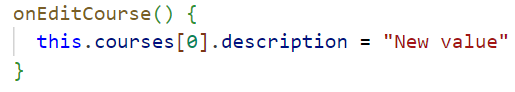 onEditCourse() {
this.courses[0].description = "New value"
}